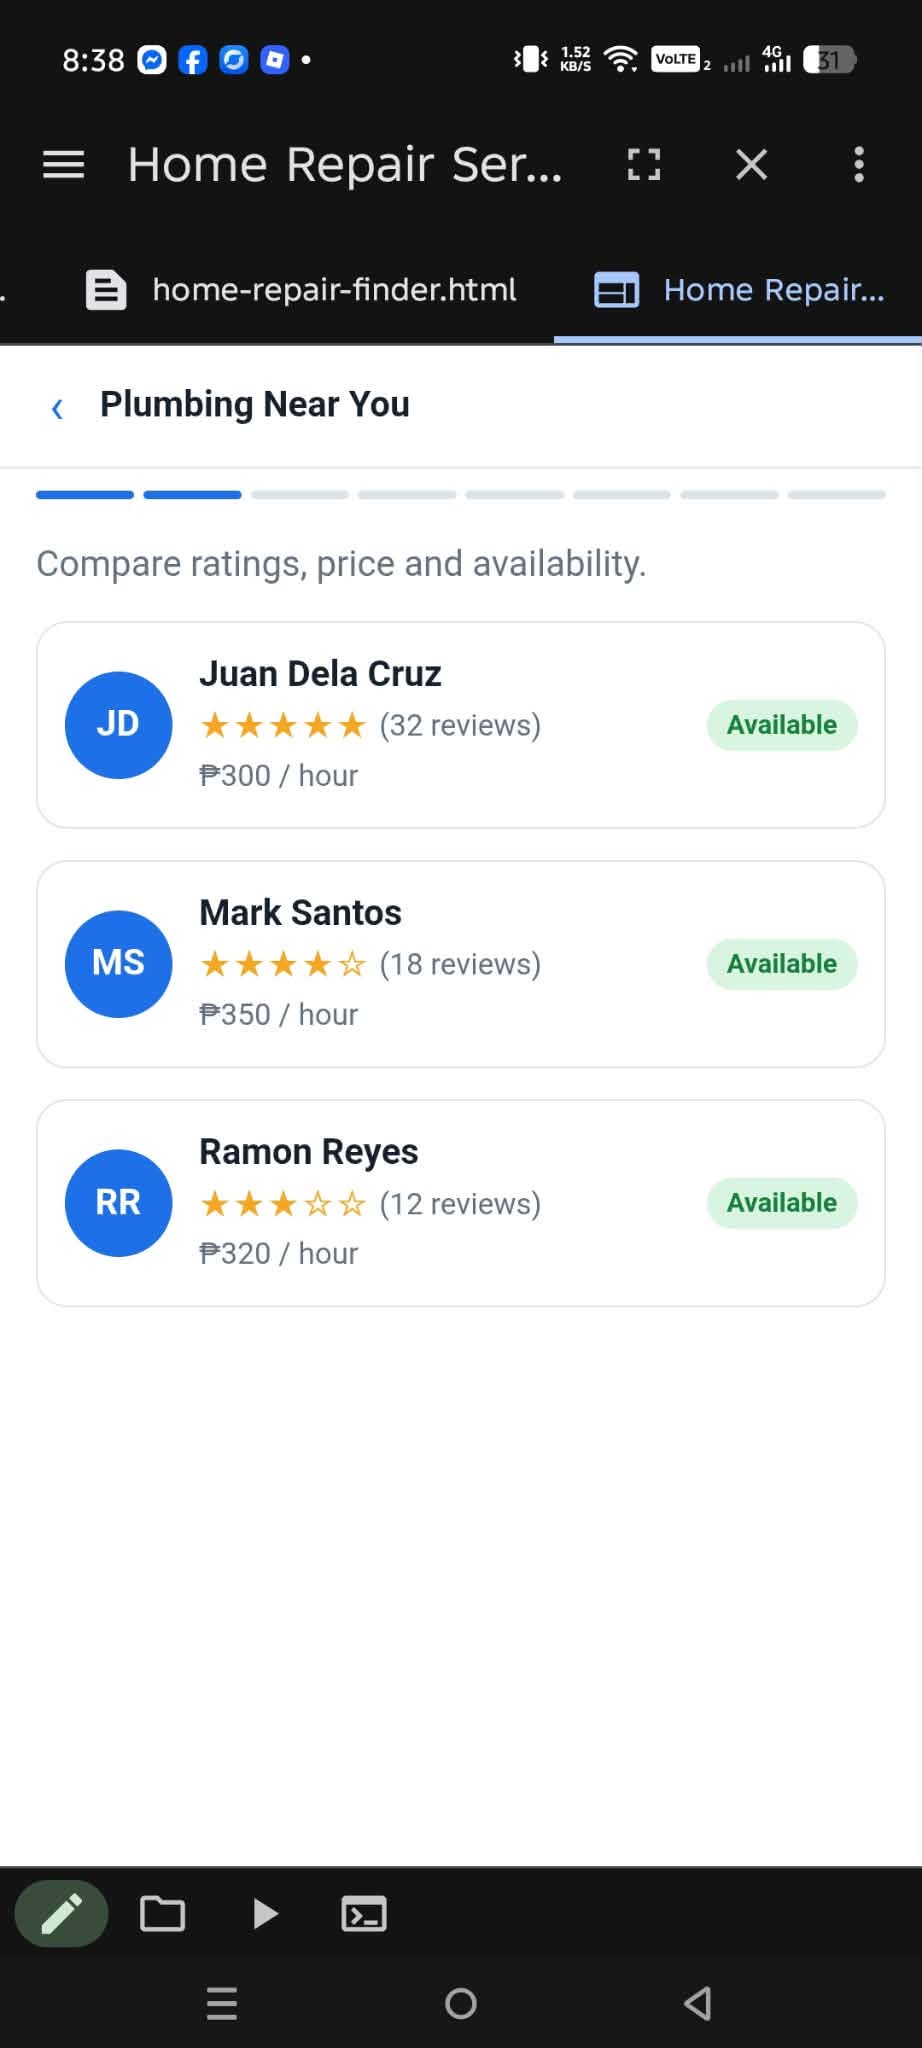 8:38
1.52
KB/S
VoLTE 2
4G
31
Home Repair Ser...
home-repair-finder.html
Home Repair...
Plumbing Near You
Compare ratings, price and availability.
JD
Juan Dela Cruz
★★★★★ (32 reviews)
₱300 / hour
Available
MS
Mark Santos
★★★★☆ (18 reviews)
₱350 / hour
Available
RR
Ramon Reyes
★★★☆☆ (12 reviews)
₱320 / hour
Available